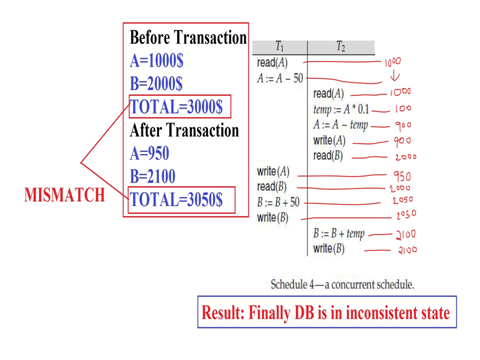 Before Transaction
A=1000$
B=2000$
TOTAL=3000$
After Transaction
A=950
B=2100
TOTAL=3050$
MISMATCH
T1 T2
read(A) 1000
A := A – 50
read(A) 1000
temp := A * 0.1 100
A := A – temp 900
write(A) 900
read(B) 2000
write(A) 950
read(B) 2000
B := B + 50 2050
write(B) 2050
B := B + temp 2100
write(B) 2100
Schedule 4—a concurrent schedule.
Result: Finally DB is in inconsistent state